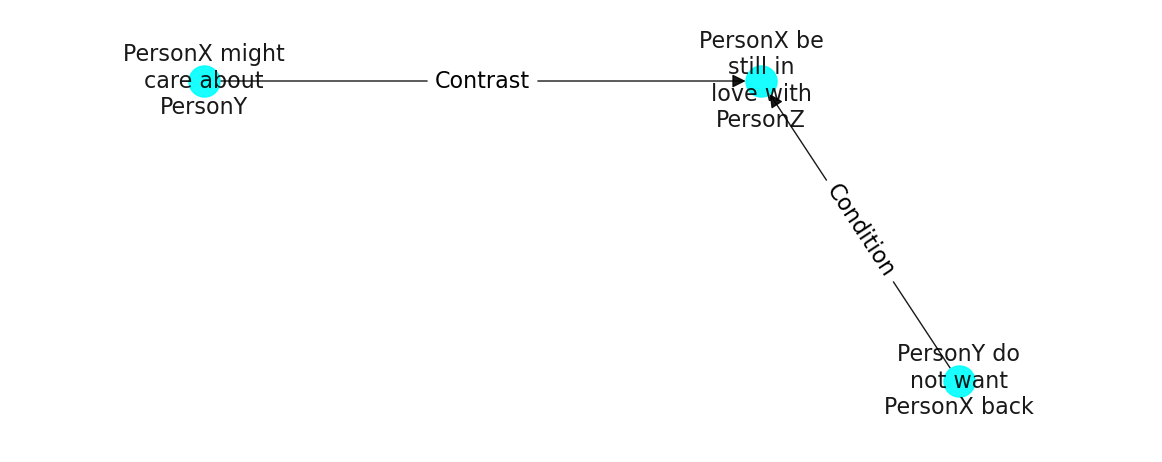 PersonX might
care about
PersonY
Contrast
PersonX be
still in
love with
PersonZ
Condition
PersonY do
not want
PersonX back